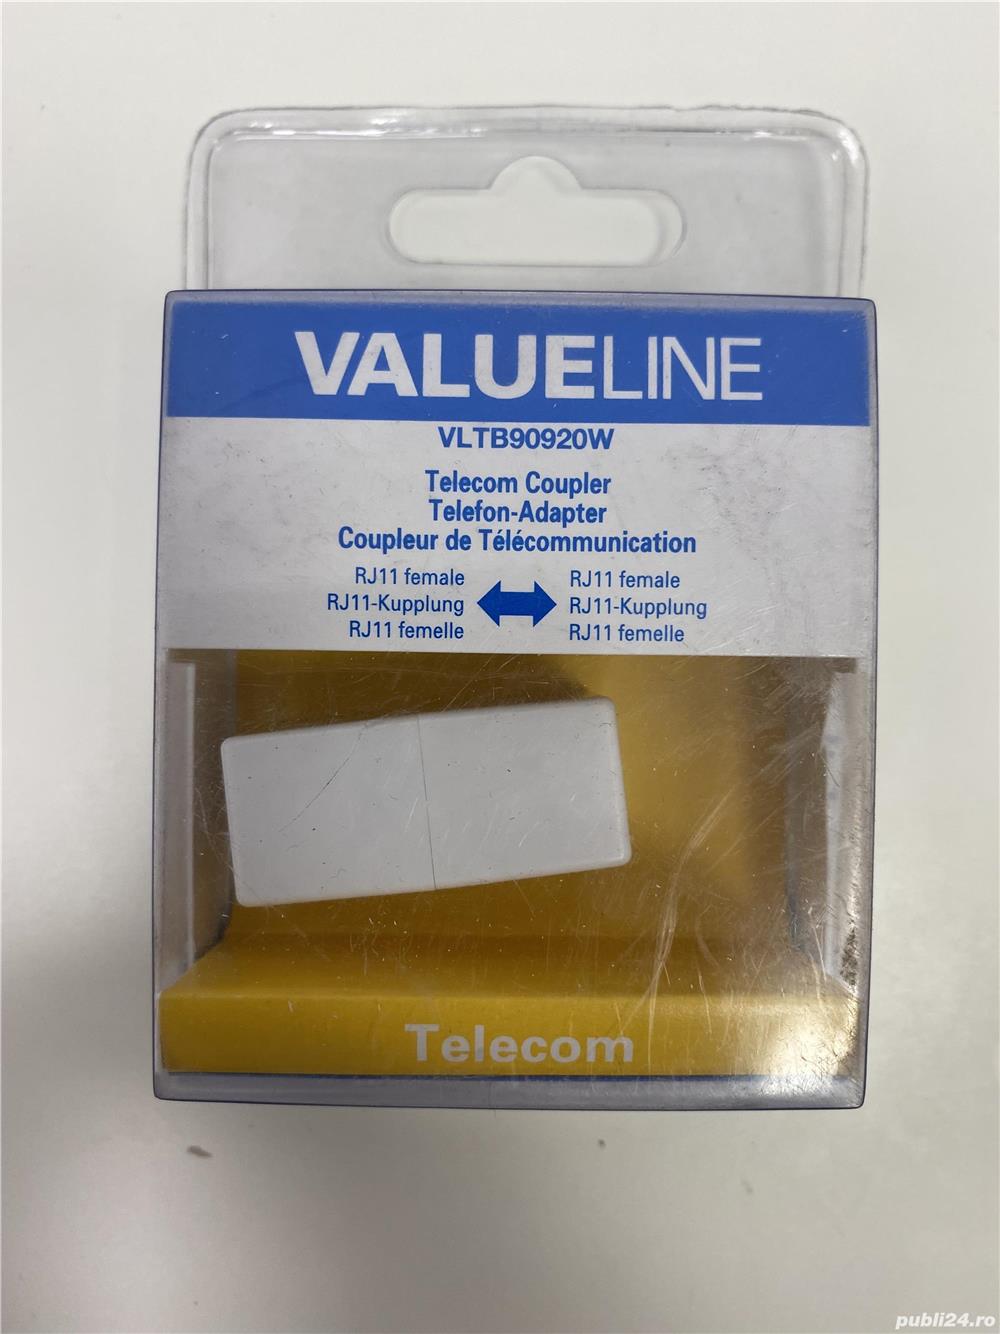 VALUELINE
VLTB90920W
Telecom Coupler
Telefon-Adapter
Coupleur de Télécommunication
RJ11 female RJ11 female
RJ11-Kupplung RJ11-Kupplung
RJ11 femelle RJ11 femelle
Telecom
publi24.ro